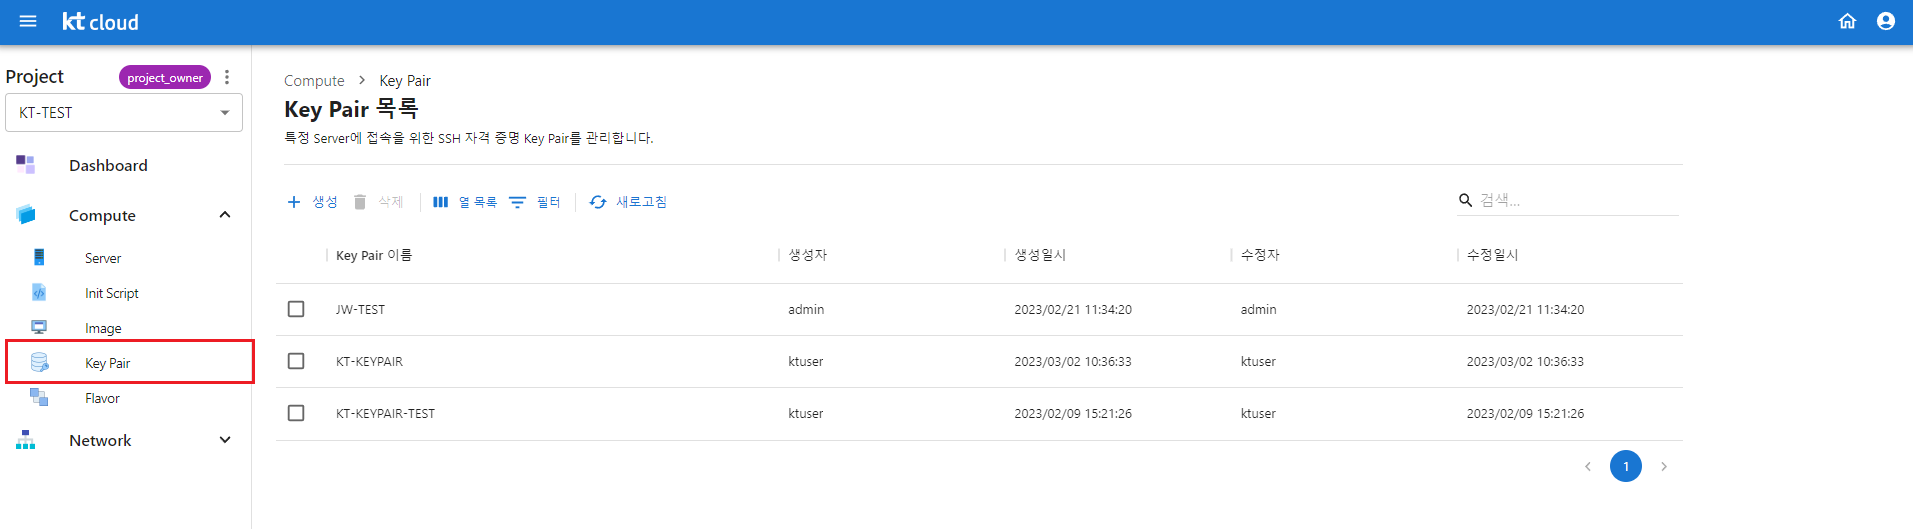 kt cloud
Project project_owner
KT-TEST
Dashboard
Compute
Server
Init Script
Image
Key Pair
Flavor
Network
Compute > Key Pair
Key Pair 목록
특정 Server에 접속을 위한 SSH 자격 증명 Key Pair를 관리합니다.
생성 삭제 열 목록 필터 새로고침 검색...
Key Pair 이름 생성자 생성일시 수정자 수정일시
JW-TEST admin 2023/02/21 11:34:20 admin 2023/02/21 11:34:20
KT-KEYPAIR ktuser 2023/03/02 10:36:33 ktuser 2023/03/02 10:36:33
KT-KEYPAIR-TEST ktuser 2023/02/09 15:21:26 ktuser 2023/02/09 15:21:26
1